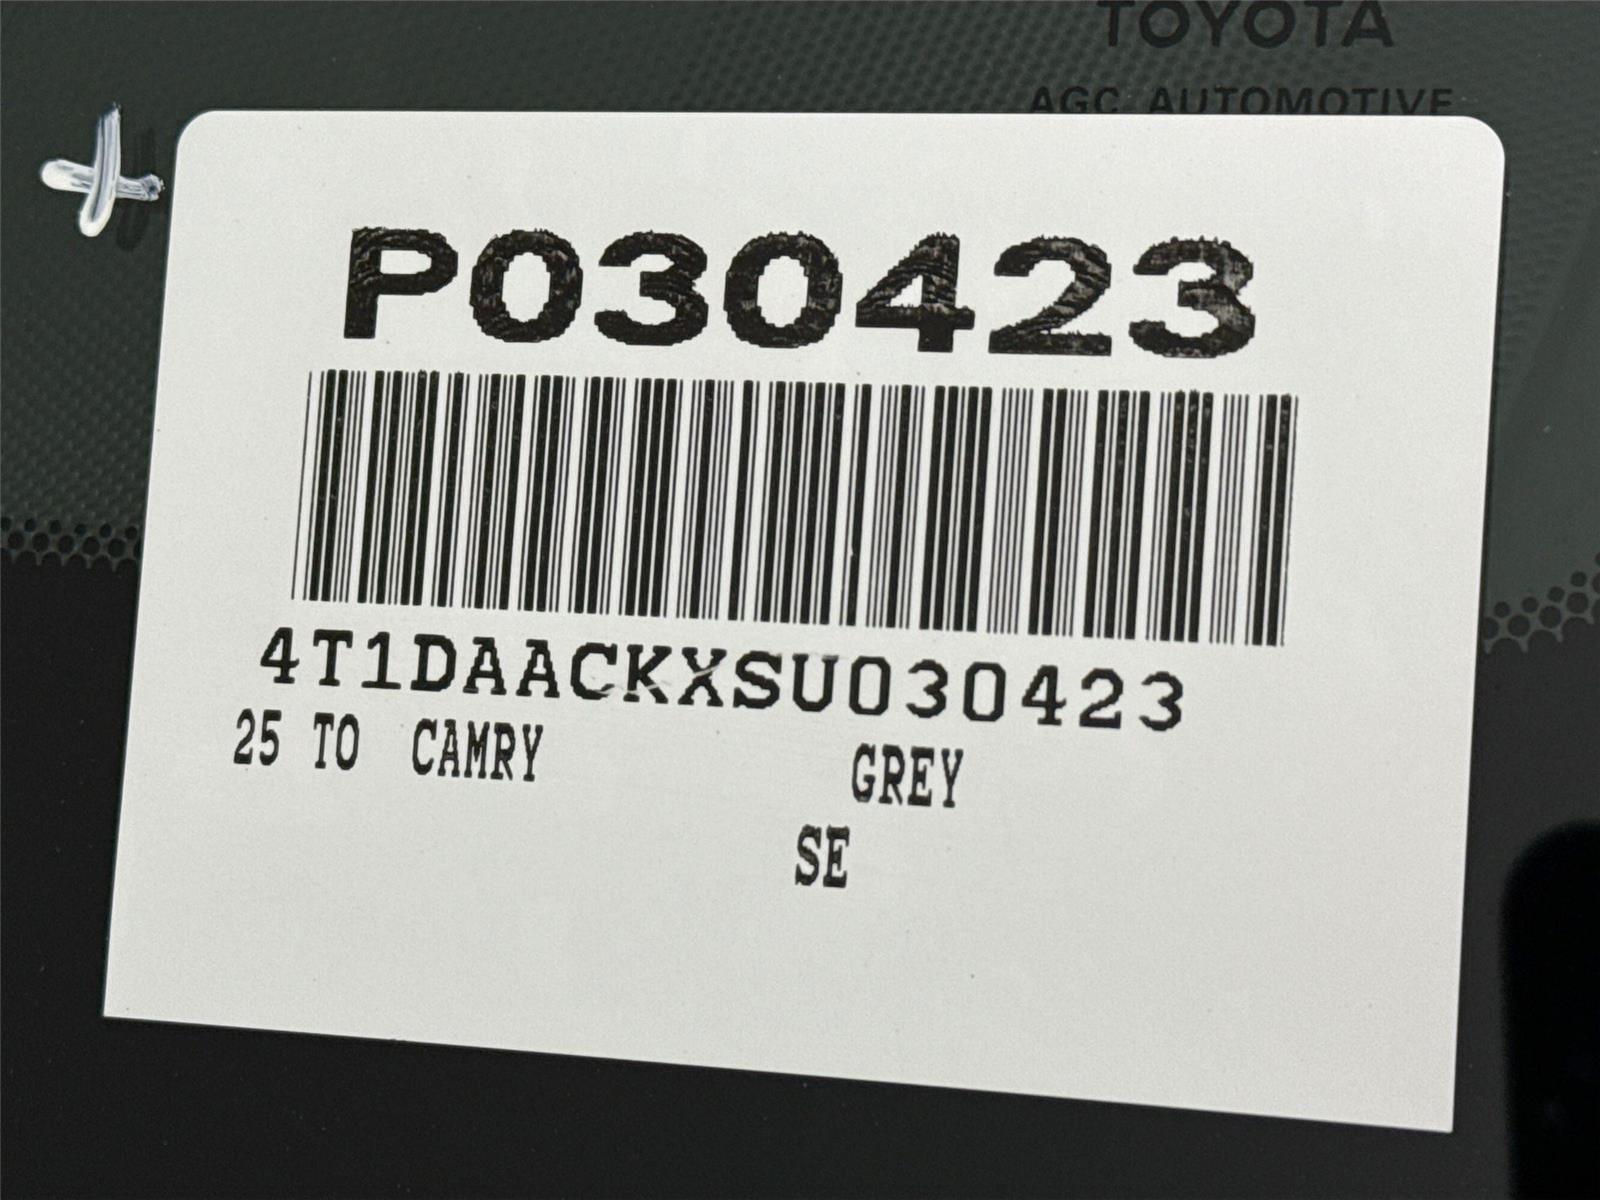 TOYOTA
AGC AUTOMOTIVE
P030423
4T1DAACKXSU030423
25 TO CAMRY GREY
SE